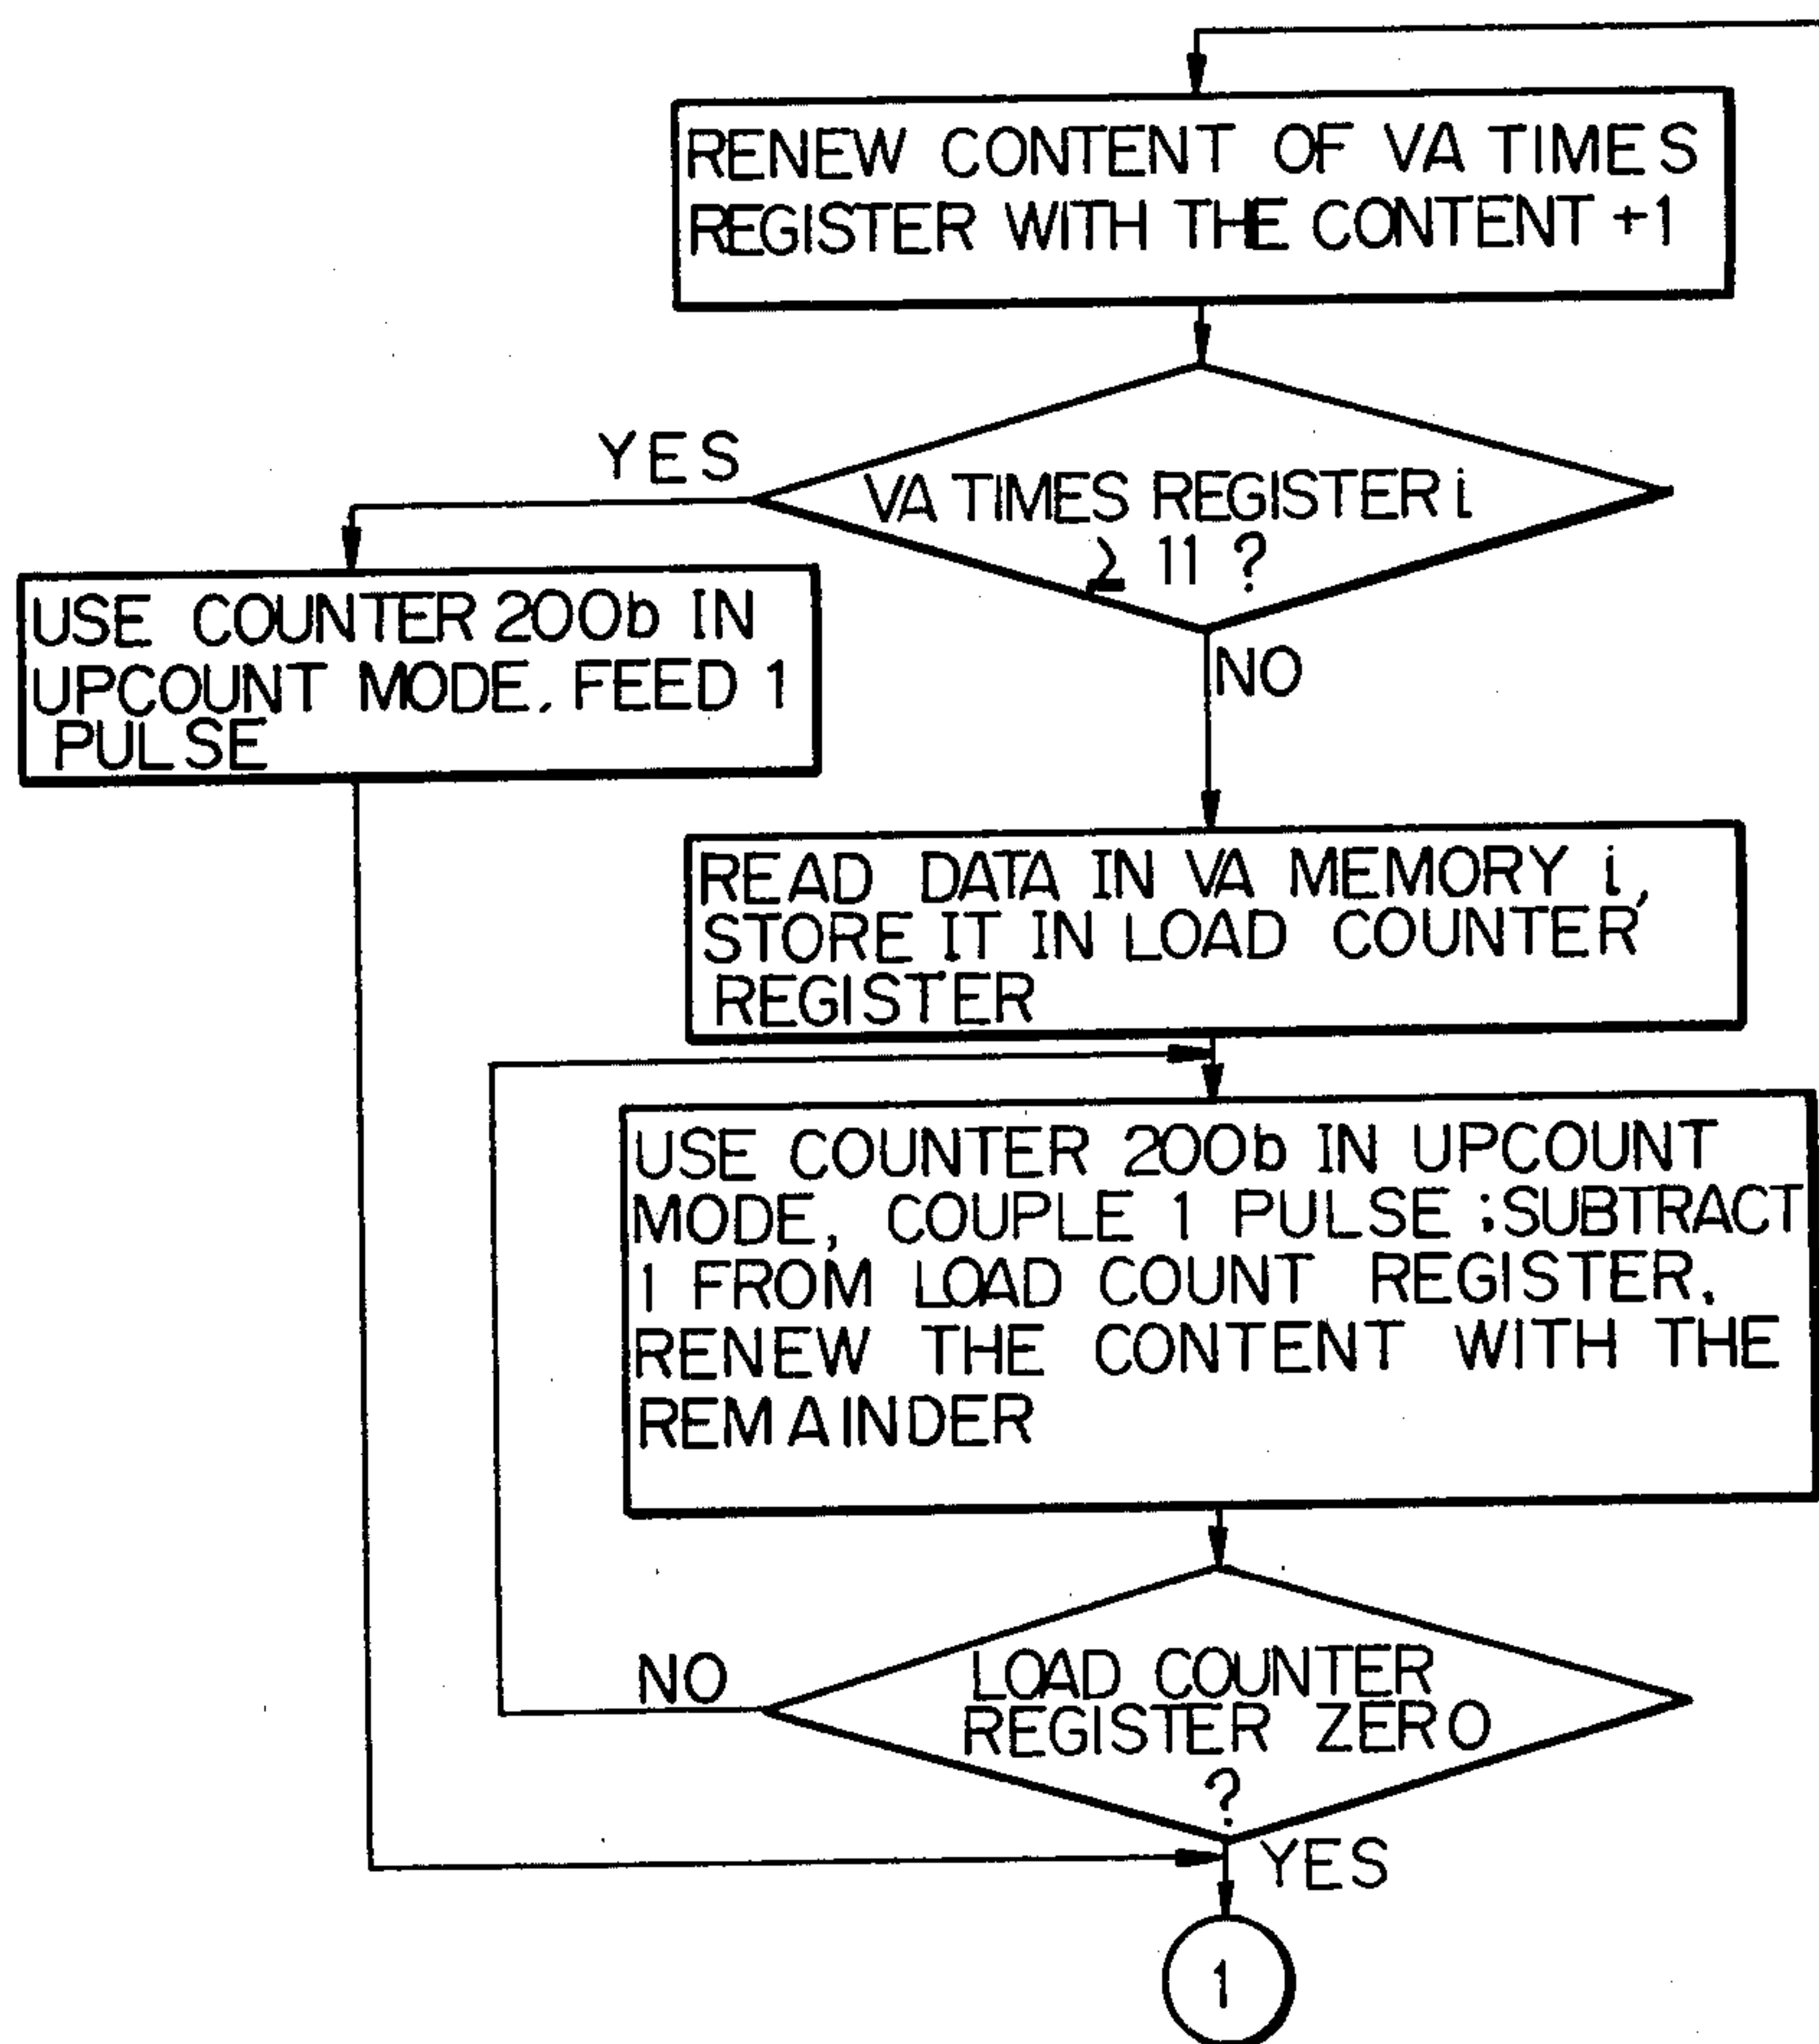 RENEW CONTENT OF VA TIMES
REGISTER WITH THE CONTENT +1
YES
VA TIMES REGISTER i
≥ 11 ?
USE COUNTER 200b IN
UPCOUNT MODE, FEED 1
PULSE
NO
READ DATA IN VA MEMORY i,
STORE IT IN LOAD COUNTER
REGISTER
USE COUNTER 200b IN UPCOUNT
MODE, COUPLE 1 PULSE ; SUBTRACT
1 FROM LOAD COUNT REGISTER,
RENEW THE CONTENT WITH THE
REMAINDER
NO
LOAD COUNTER
REGISTER ZERO
?
YES
1